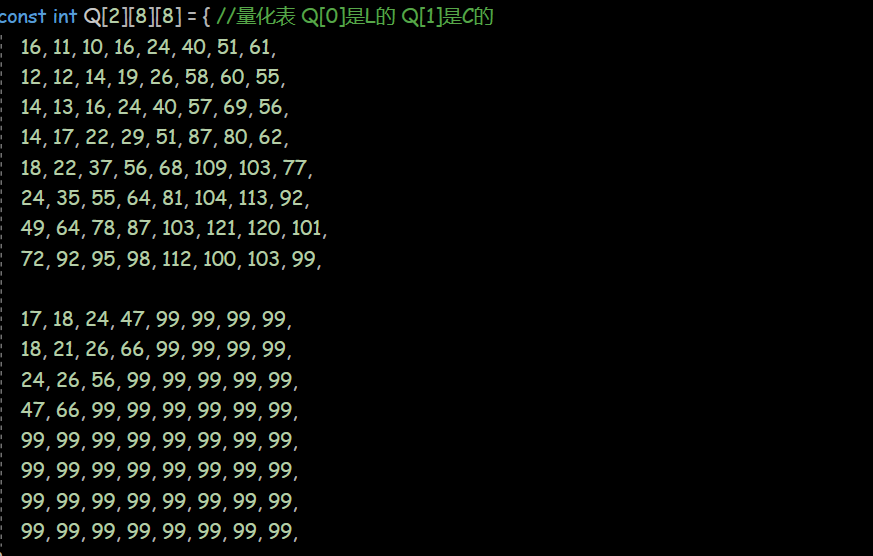 const int Q[2][8][8] = { //量化表 Q[0]是L的 Q[1]是C的
16, 11, 10, 16, 24, 40, 51, 61,
12, 12, 14, 19, 26, 58, 60, 55,
14, 13, 16, 24, 40, 57, 69, 56,
14, 17, 22, 29, 51, 87, 80, 62,
18, 22, 37, 56, 68, 109, 103, 77,
24, 35, 55, 64, 81, 104, 113, 92,
49, 64, 78, 87, 103, 121, 120, 101,
72, 92, 95, 98, 112, 100, 103, 99,
17, 18, 24, 47, 99, 99, 99, 99,
18, 21, 26, 66, 99, 99, 99, 99,
24, 26, 56, 99, 99, 99, 99, 99,
47, 66, 99, 99, 99, 99, 99, 99,
99, 99, 99, 99, 99, 99, 99, 99,
99, 99, 99, 99, 99, 99, 99, 99,
99, 99, 99, 99, 99, 99, 99, 99,
99, 99, 99, 99, 99, 99, 99, 99,